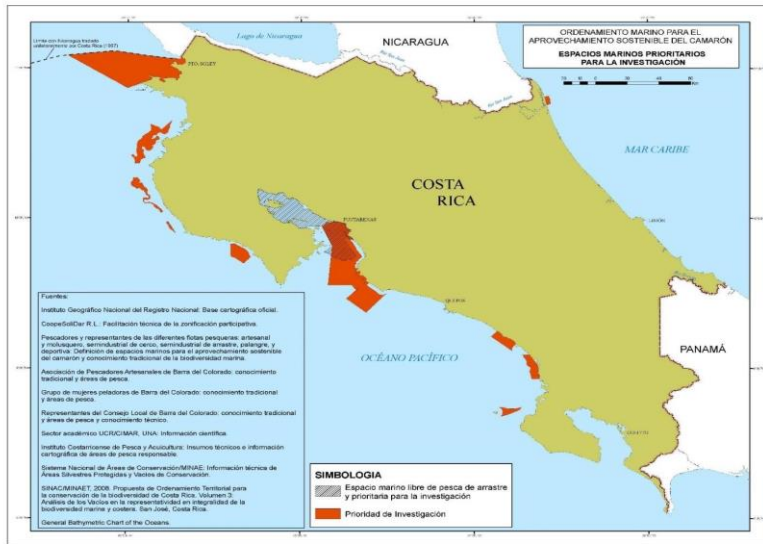 ORDENAMIENTO MARINO PARA EL
APROVECHAMIENTO SOSTENIBLE DEL CAMARÓN
ESPACIOS MARINOS PRIORITARIOS
PARA LA INVESTIGACIÓN
Lago de Nicaragua
NICARAGUA
MAR CARIBE
COSTA
RICA
PUNTARENAS
LIMÓN
QUEPOS
PANAMÁ
OCÉANO PACÍFICO
Fuentes:
Instituto Geográfico Nacional del Registro Nacional: Base cartográfica oficial.
CoopeSoliDar R.L.: Facilitación técnica de la zonificación participativa.
Pescadores y representantes de las diferentes flotas pesqueras: artesanal
y molusquero, semindustrial de cerco, semindustrial de arrastre, palangre, y
deportiva: Definición de espacios marinos para el aprovechamiento sostenible
del camarón y conocimiento tradicional de la biodiversidad marina.
Asociación de Pescadores Artesanales de Barra del Colorado: conocimiento
tradicional y áreas de pesca.
Grupo de mujeres peladoras de Barra del Colorado: conocimiento tradicional
y áreas de pesca.
Representantes del Consejo Local de Barra del Colorado: conocimiento tradicional
y áreas de pesca y conocimiento técnico.
Sector académico UCR/CIMAR, UNA: Información científica.
Instituto Costarricense de Pesca y Acuicultura: Insumos técnicos e información
cartográfica de áreas de pesca responsable.
Sistema Nacional de Áreas de Conservación/MINAE: Información técnica de
Áreas Silvestres Protegidas y Vacíos de Conservación.
SINAC/MINAET, 2008. Propuesta de Ordenamiento Territorial para
la conservación de la biodiversidad de Costa Rica. Volumen 3:
Análisis de los Vacíos en la representatividad en integralidad de la
biodiversidad marina y costera. San José, Costa Rica.
General Bathymetric Chart of the Oceans.
SIMBOLOGIA
Espacio marino libre de pesca de arrastre
y prioritaria para la investigación
Prioridad de Investigación